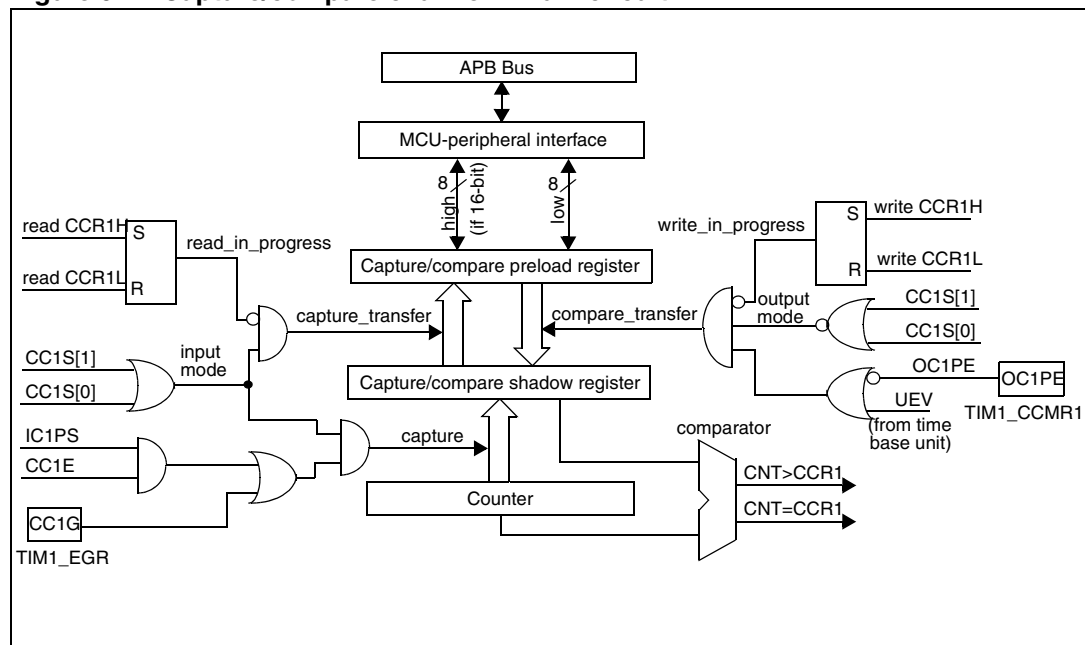 APB Bus
MCU-peripheral interface
8
high
(if 16-bit)
8
low
read CCR1H
S
read_in_progress
read CCR1L
R
write_in_progress
S
write CCR1H
R
write CCR1L
Capture/compare preload register
capture_transfer
compare_transfer
output
mode
CC1S[1]
CC1S[0]
CC1S[1]
CC1S[0]
input
mode
Capture/compare shadow register
OC1PE
OC1PE
UEV
TIM1_CCMR1
(from time
base unit)
IC1PS
CC1E
capture
comparator
Counter
CNT>CCR1
CNT=CCR1
CC1G
TIM1_EGR